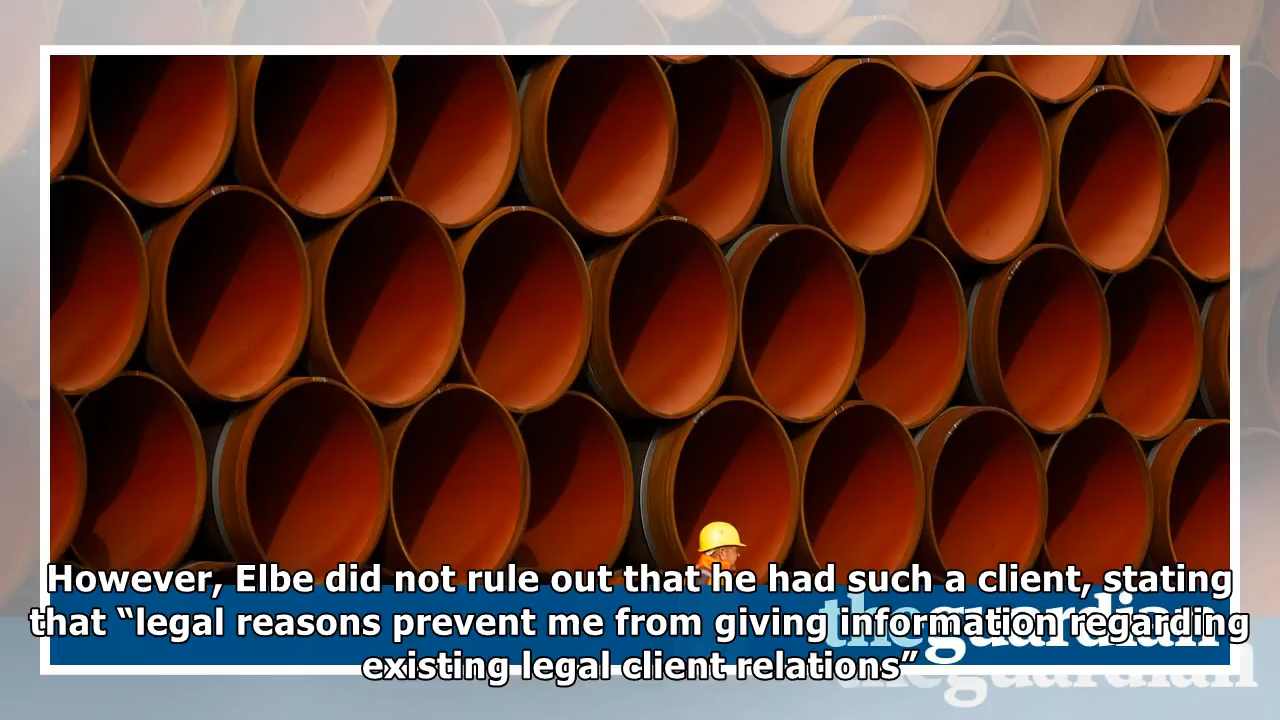 However, Elbe did not rule out that he had such a client, stating
that “legal reasons prevent me from giving information regarding
existing legal client relations”
theguardian
theguardian